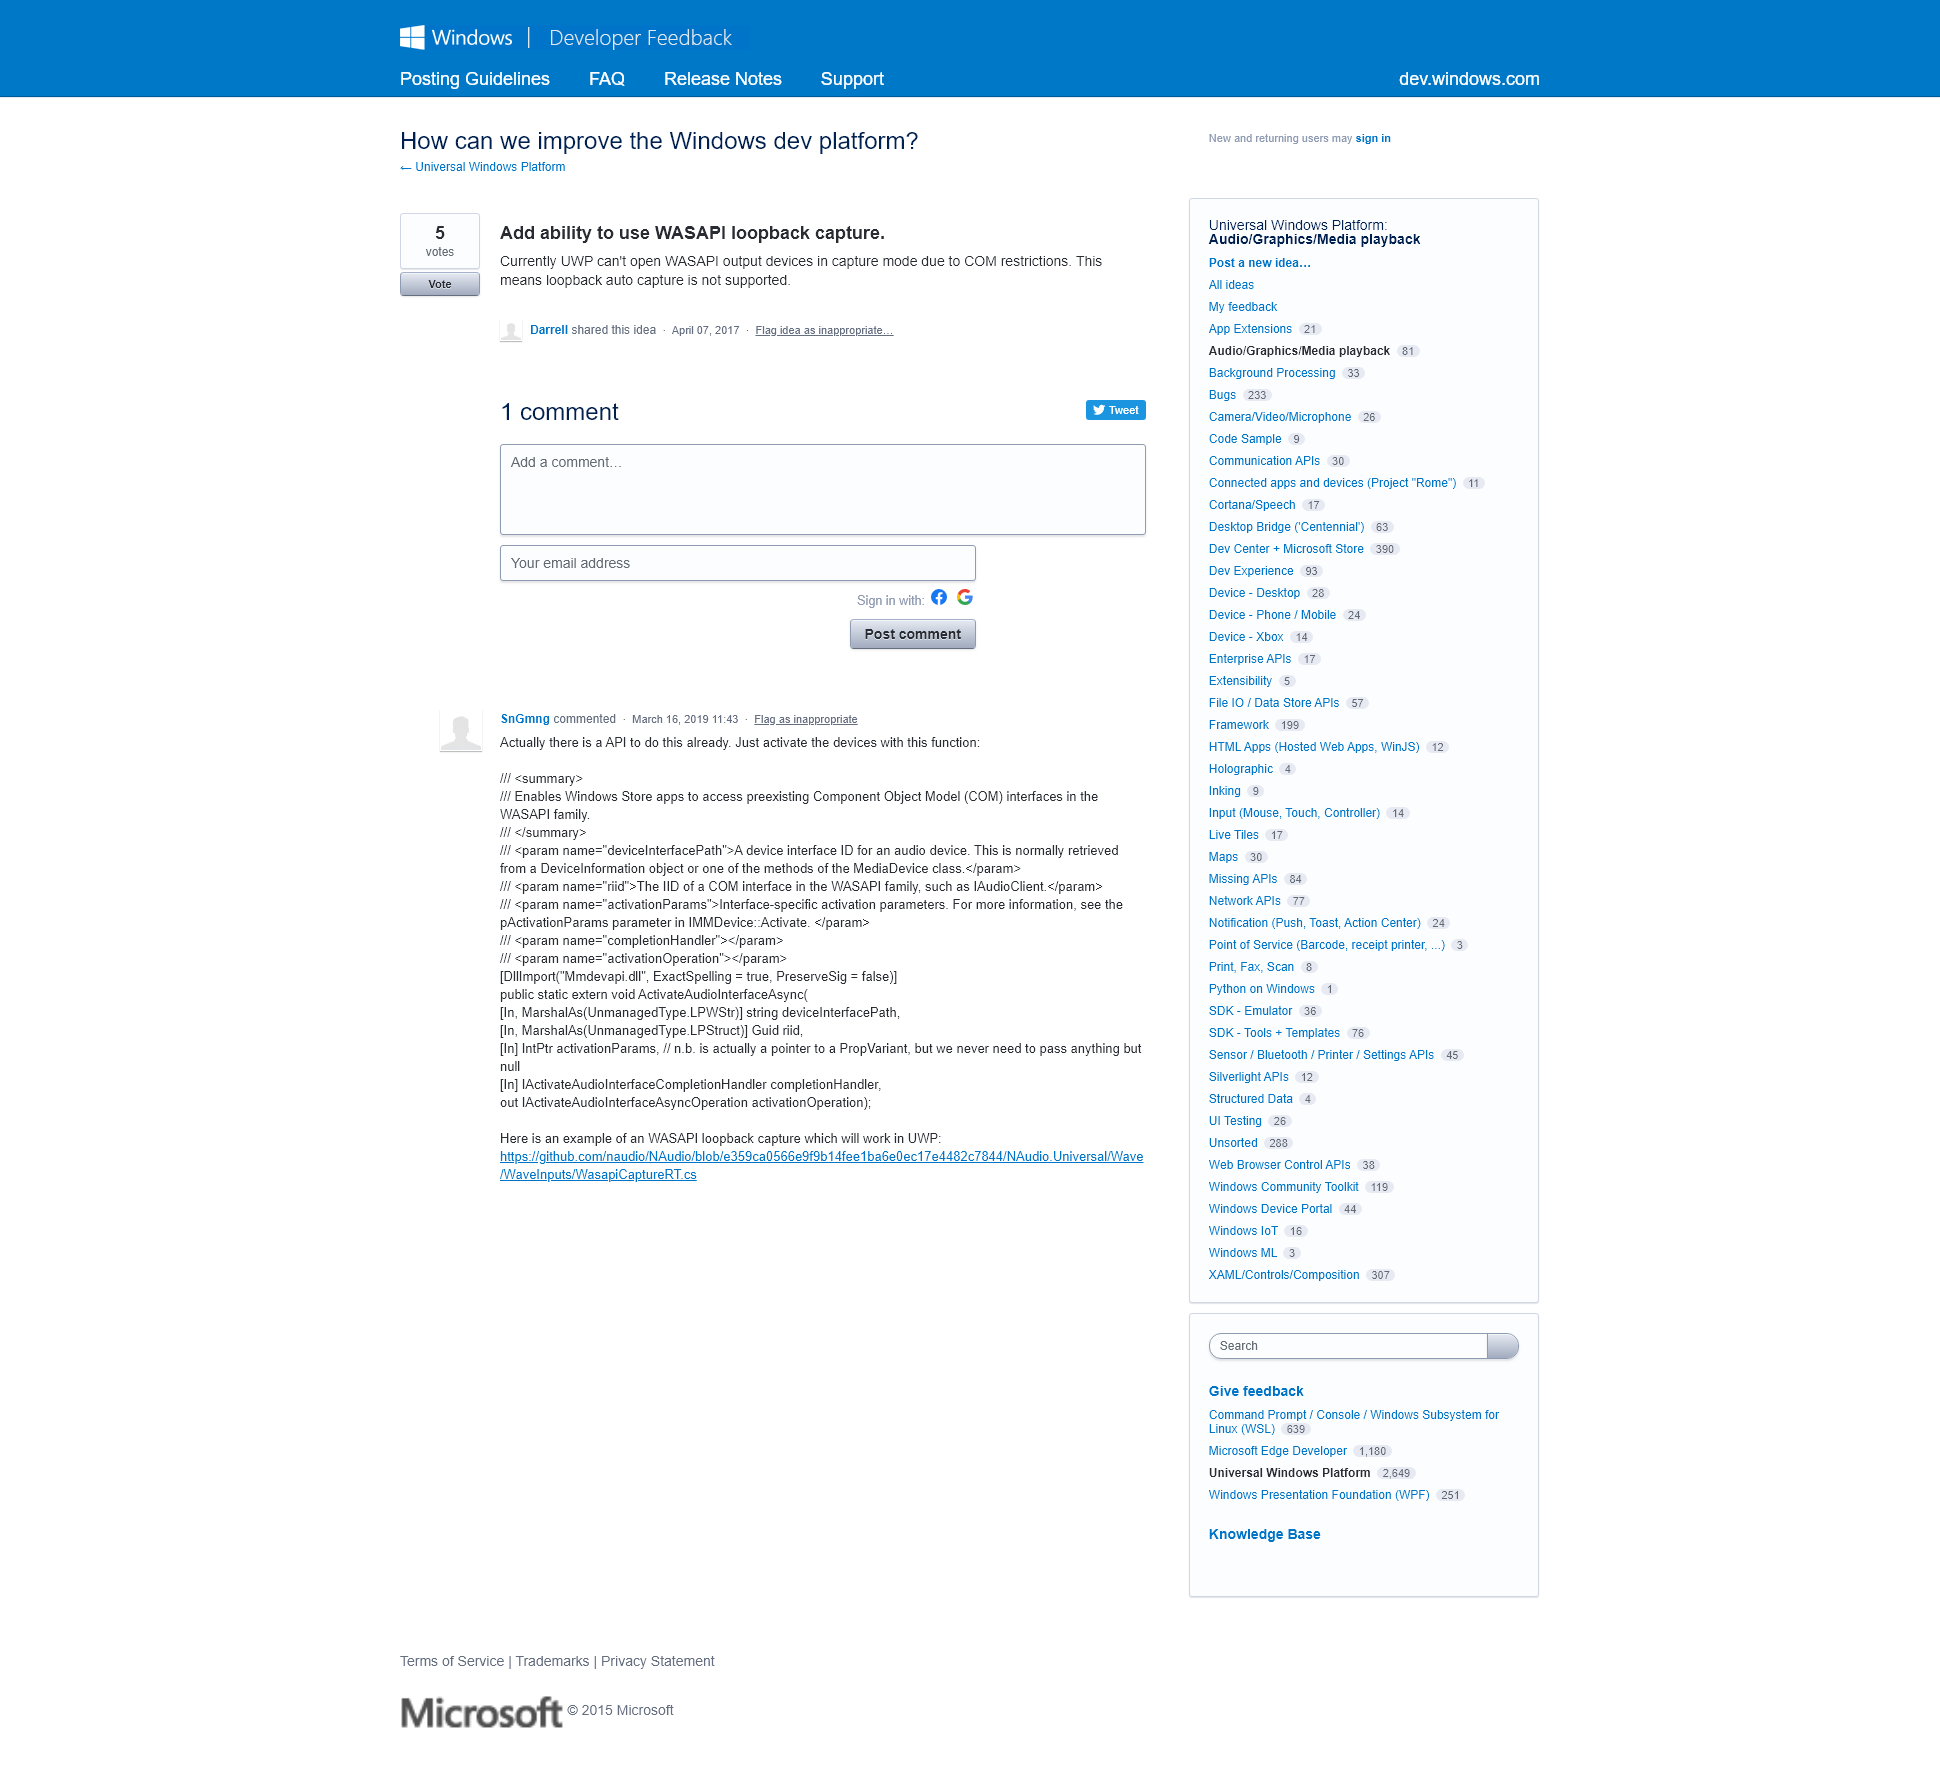 Windows | Developer Feedback
Posting Guidelines FAQ Release Notes Support dev.windows.com
How can we improve the Windows dev platform?
← Universal Windows Platform
New and returning users may sign in
5
votes
Vote
Add ability to use WASAPI loopback capture.
Currently UWP can't open WASAPI output devices in capture mode due to COM restrictions. This
means loopback auto capture is not supported.
Darrell shared this idea · April 07, 2017 · Flag idea as inappropriate…
1 comment
Tweet
Add a comment…
Your email address
Sign in with:
Post comment
SnGmng commented · March 16, 2019 11:43 · Flag as inappropriate
Actually there is a API to do this already. Just activate the devices with this function:
/// <summary>
/// Enables Windows Store apps to access preexisting Component Object Model (COM) interfaces in the
WASAPI family.
/// </summary>
/// <param name="deviceInterfacePath">A device interface ID for an audio device. This is normally retrieved
from a DeviceInformation object or one of the methods of the MediaDevice class.</param>
/// <param name="riid">The IID of a COM interface in the WASAPI family, such as IAudioClient.</param>
/// <param name="activationParams">Interface-specific activation parameters. For more information, see the
pActivationParams parameter in IMMDevice::Activate. </param>
/// <param name="completionHandler"></param>
/// <param name="activationOperation"></param>
[DllImport("Mmdevapi.dll", ExactSpelling = true, PreserveSig = false)]
public static extern void ActivateAudioInterfaceAsync(
[In, MarshalAs(UnmanagedType.LPWStr)] string deviceInterfacePath,
[In, MarshalAs(UnmanagedType.LPStruct)] Guid riid,
[In] IntPtr activationParams, // n.b. is actually a pointer to a PropVariant, but we never need to pass anything but
null
[In] IActivateAudioInterfaceCompletionHandler completionHandler,
out IActivateAudioInterfaceAsyncOperation activationOperation);
Here is an example of an WASAPI loopback capture which will work in UWP:
https://github.com/naudio/NAudio/blob/e359ca0566e9f9b14fee1ba6e0ec17e4482c7844/NAudio.Universal/Wave
/WaveInputs/WasapiCaptureRT.cs
Universal Windows Platform:
Audio/Graphics/Media playback
Post a new idea…
All ideas
My feedback
App Extensions 21
Audio/Graphics/Media playback 81
Background Processing 33
Bugs 233
Camera/Video/Microphone 26
Code Sample 9
Communication APIs 30
Connected apps and devices (Project "Rome") 11
Cortana/Speech 17
Desktop Bridge ('Centennial') 63
Dev Center + Microsoft Store 390
Dev Experience 93
Device - Desktop 28
Device - Phone / Mobile 24
Device - Xbox 14
Enterprise APIs 17
Extensibility 5
File IO / Data Store APIs 57
Framework 199
HTML Apps (Hosted Web Apps, WinJS) 12
Holographic 4
Inking 9
Input (Mouse, Touch, Controller) 14
Live Tiles 17
Maps 30
Missing APIs 84
Network APIs 77
Notification (Push, Toast, Action Center) 24
Point of Service (Barcode, receipt printer, ...) 3
Print, Fax, Scan 8
Python on Windows 1
SDK - Emulator 36
SDK - Tools + Templates 76
Sensor / Bluetooth / Printer / Settings APIs 45
Silverlight APIs 12
Structured Data 4
UI Testing 26
Unsorted 288
Web Browser Control APIs 38
Windows Community Toolkit 119
Windows Device Portal 44
Windows IoT 16
Windows ML 3
XAML/Controls/Composition 307
Search
Give feedback
Command Prompt / Console / Windows Subsystem for
Linux (WSL) 639
Microsoft Edge Developer 1,180
Universal Windows Platform 2,649
Windows Presentation Foundation (WPF) 251
Knowledge Base
Terms of Service | Trademarks | Privacy Statement
Microsoft © 2015 Microsoft